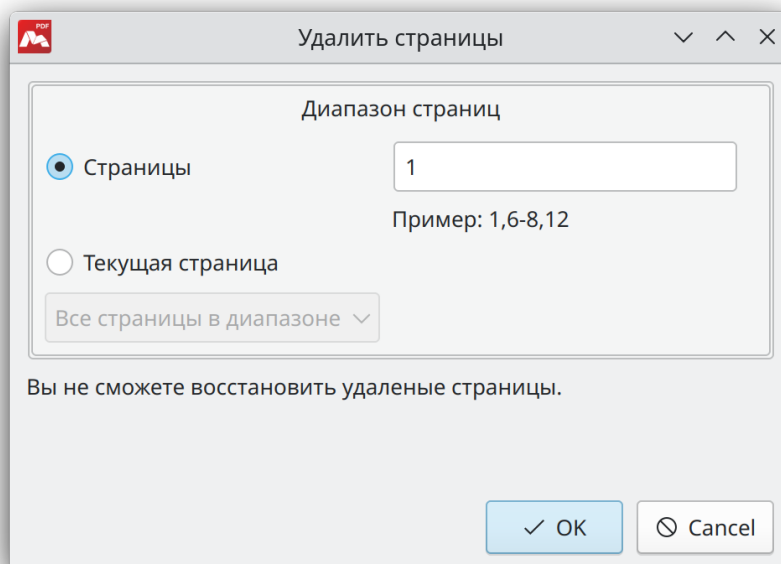 PDF
Удалить страницы
Диапазон страниц
Страницы
1
Пример: 1,6-8,12
Текущая страница
Все страницы в диапазоне
Вы не сможете восстановить удаленые страницы.
OK
Cancel